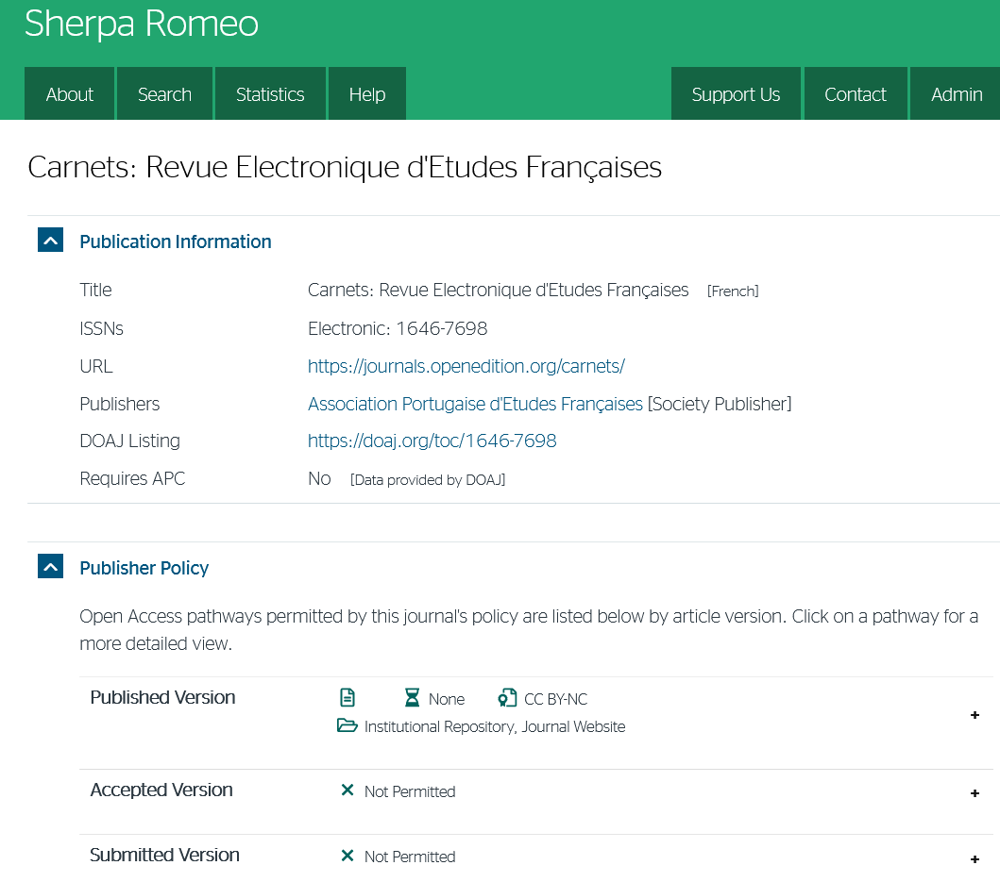 Sherpa Romeo
About Search Statistics Help Support Us Contact Admin
Carnets: Revue Electronique d'Etudes Françaises
Publication Information
Title Carnets: Revue Electronique d'Etudes Françaises [French]
ISSNs Electronic: 1646-7698
URL https://journals.openedition.org/carnets/
Publishers Association Portugaise d'Etudes Françaises [Society Publisher]
DOAJ Listing https://doaj.org/toc/1646-7698
Requires APC No [Data provided by DOAJ]
Publisher Policy
Open Access pathways permitted by this journal's policy are listed below by article version. Click on a pathway for a
more detailed view.
Published Version None CC BY-NC
+
Institutional Repository, Journal Website
Accepted Version Not Permitted +
Submitted Version Not Permitted +